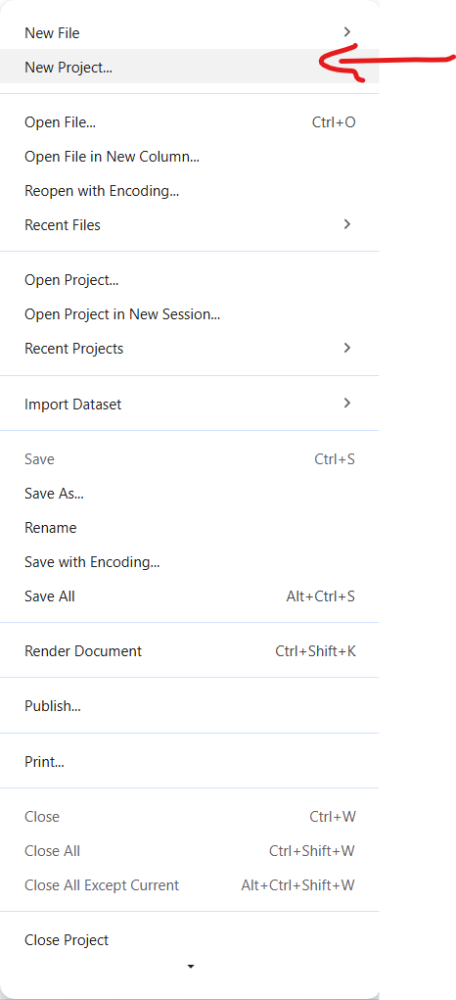 New File
New Project...
Open File... Ctrl+O
Open File in New Column...
Reopen with Encoding...
Recent Files
Open Project...
Open Project in New Session...
Recent Projects
Import Dataset
Save Ctrl+S
Save As...
Rename
Save with Encoding...
Save All Alt+Ctrl+S
Render Document Ctrl+Shift+K
Publish...
Print...
Close Ctrl+W
Close All Ctrl+Shift+W
Close All Except Current Alt+Ctrl+Shift+W
Close Project